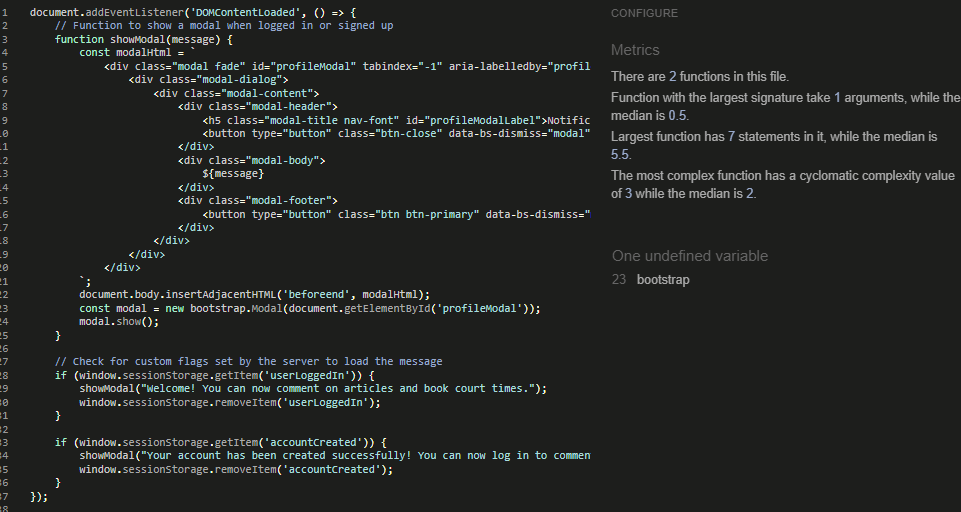 1 document.addEventListener('DOMContentLoaded', () => {
2 // Function to show a modal when logged in or signed up
3 function showModal(message) {
4 const modalHtml = `
5 <div class="modal fade" id="profileModal" tabindex="-1" aria-labelledby="profil
6 <div class="modal-dialog">
7 <div class="modal-content">
8 <div class="modal-header">
9 <h5 class="modal-title nav-font" id="profileModalLabel">Notific
10 <button type="button" class="btn-close" data-bs-dismiss="modal"
11 </div>
12 <div class="modal-body">
13 ${message}
14 </div>
15 <div class="modal-footer">
16 <button type="button" class="btn btn-primary" data-bs-dismiss="
17 </div>
18 </div>
19 </div>
20 </div>
21 `;
22 document.body.insertAdjacentHTML('beforeend', modalHtml);
23 const modal = new bootstrap.Modal(document.getElementById('profileModal'));
24 modal.show();
25 }
26
27 // Check for custom flags set by the server to load the message
28 if (window.sessionStorage.getItem('userLoggedIn')) {
29 showModal("Welcome! You can now comment on articles and book court times.");
30 window.sessionStorage.removeItem('userLoggedIn');
31 }
32
33 if (window.sessionStorage.getItem('accountCreated')) {
34 showModal("Your account has been created successfully! You can now log in to commen
35 window.sessionStorage.removeItem('accountCreated');
36 }
37 });
38
CONFIGURE
Metrics
There are 2 functions in this file.
Function with the largest signature take 1 arguments, while the
median is 0.5.
Largest function has 7 statements in it, while the median is
5.5.
The most complex function has a cyclomatic complexity value
of 3 while the median is 2.
One undefined variable
23 bootstrap